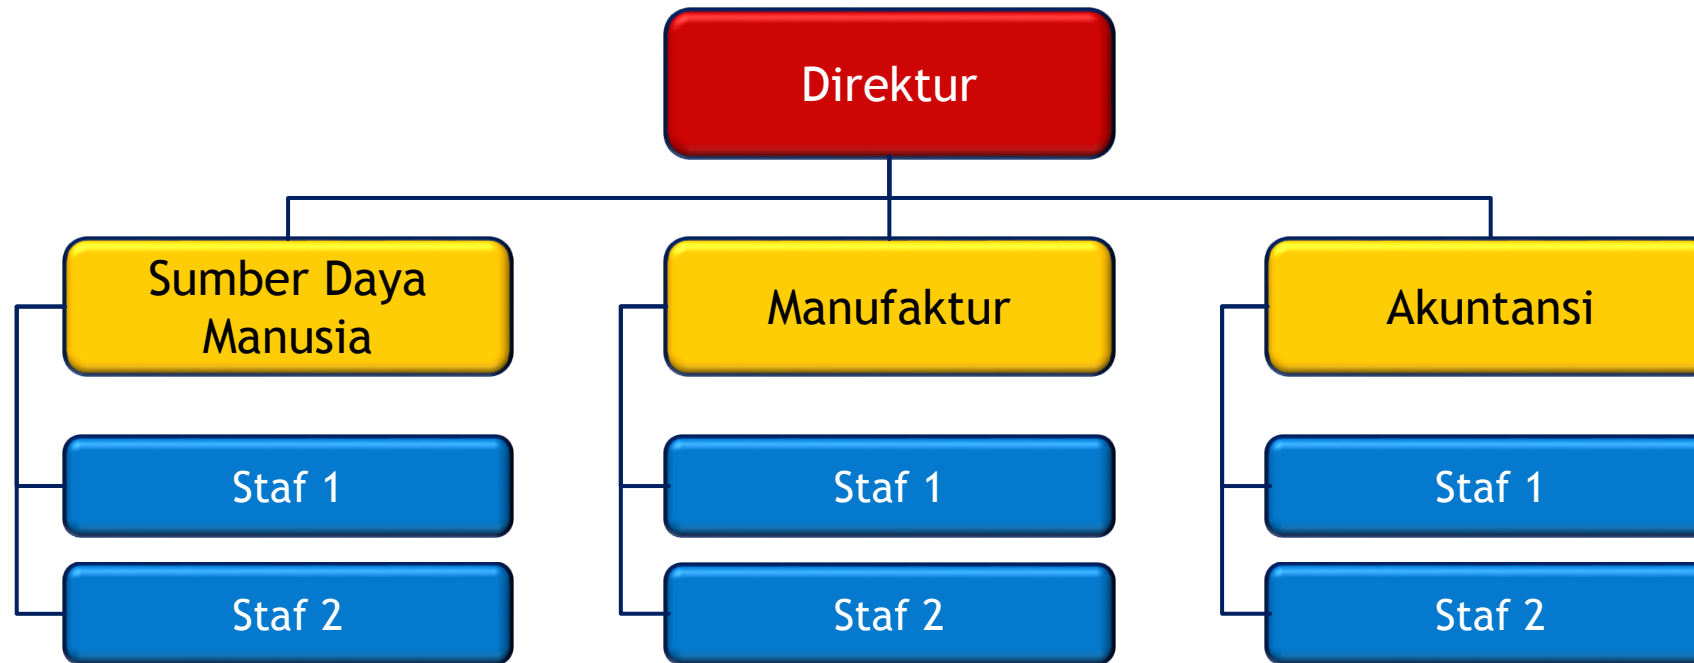 Direktur
Sumber Daya
Manusia
Manufaktur
Akuntansi
Staf 1
Staf 1
Staf 1
Staf 2
Staf 2
Staf 2